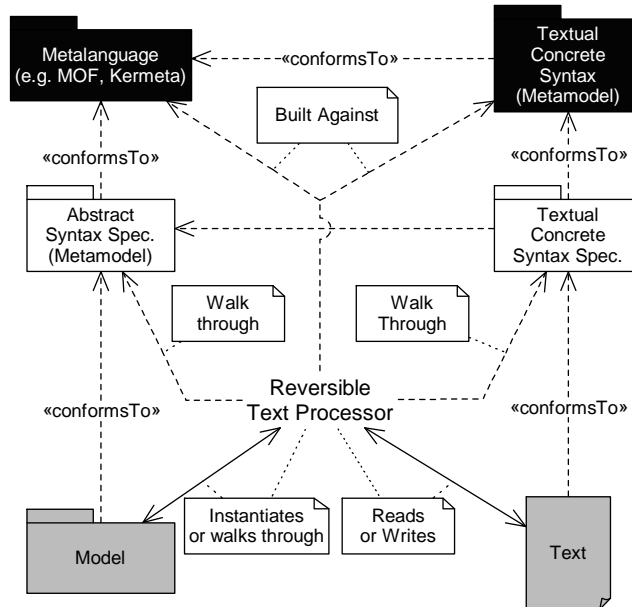 Metalanguage
(e.g. MOF, Kermeta)
«conformsTo»
Textual
Concrete
Syntax
(Metamodel)
Built Against
«conformsTo»
«conformsTo»
Abstract
Syntax Spec.
(Metamodel)
Textual
Concrete
Syntax Spec.
Walk
through
Walk
Through
Reversible
Text Processor
«conformsTo»
«conformsTo»
Instantiates
or walks through
Reads
or Writes
Model
Text